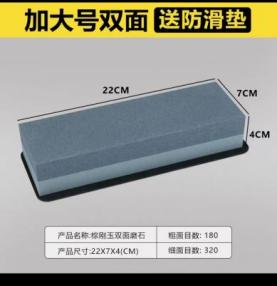 加大号双面 送防滑垫
22CM
7CM
4CM
产品名称:棕刚玉双面磨石
粗面目数: 180
产品尺寸:22X7X4(CM)
细面目数: 320